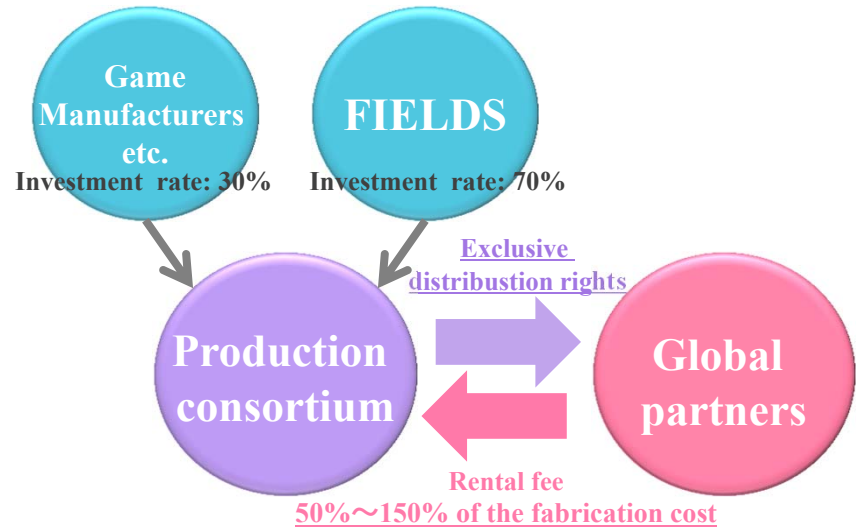 Game
Manufacturers
etc.
Investment rate: 30%
FIELDS
Investment rate: 70%
Exclusive
distribustion rights
Production
consortium
Global
partners
Rental fee
50%～150% of the fabrication cost